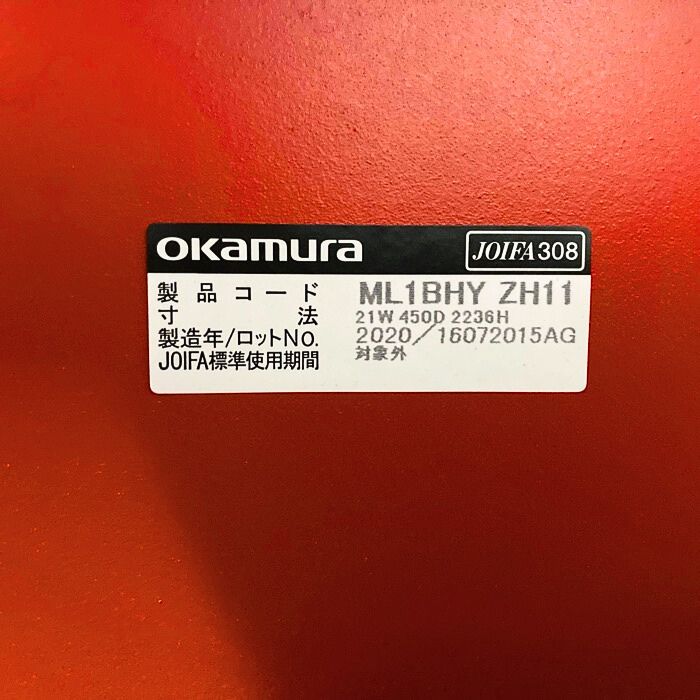 okamura JOIFA308
製品コード ML1BHY ZH11
寸法 21W 450D 2236H
製造年/ロットNo. 2020/16072015AG
JOIFA標準使用期間 対象外